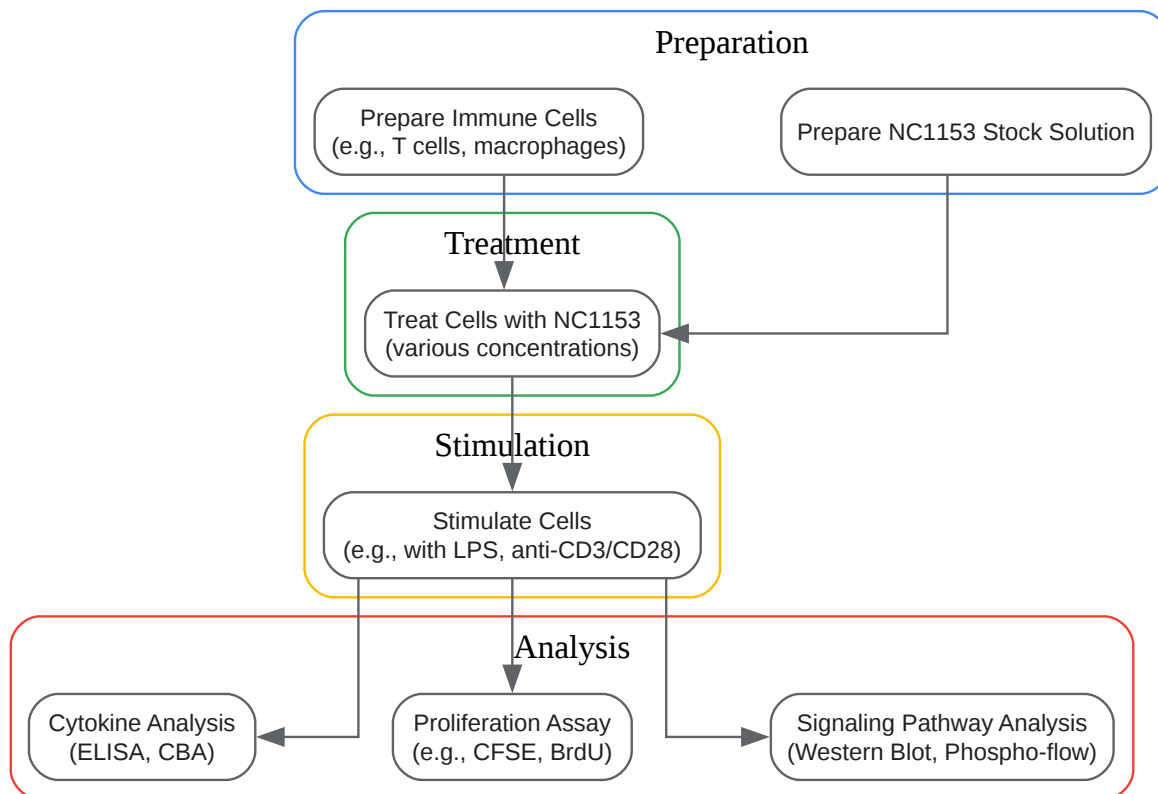 Preparation
Prepare Immune Cells
(e.g., T cells, macrophages)
Prepare NC1153 Stock Solution
Treatment
Treat Cells with NC1153
(various concentrations)
Stimulation
Stimulate Cells
(e.g., with LPS, anti-CD3/CD28)
Analysis
Cytokine Analysis
(ELISA, CBA)
Proliferation Assay
(e.g., CFSE, BrdU)
Signaling Pathway Analysis
(Western Blot, Phospho-flow)